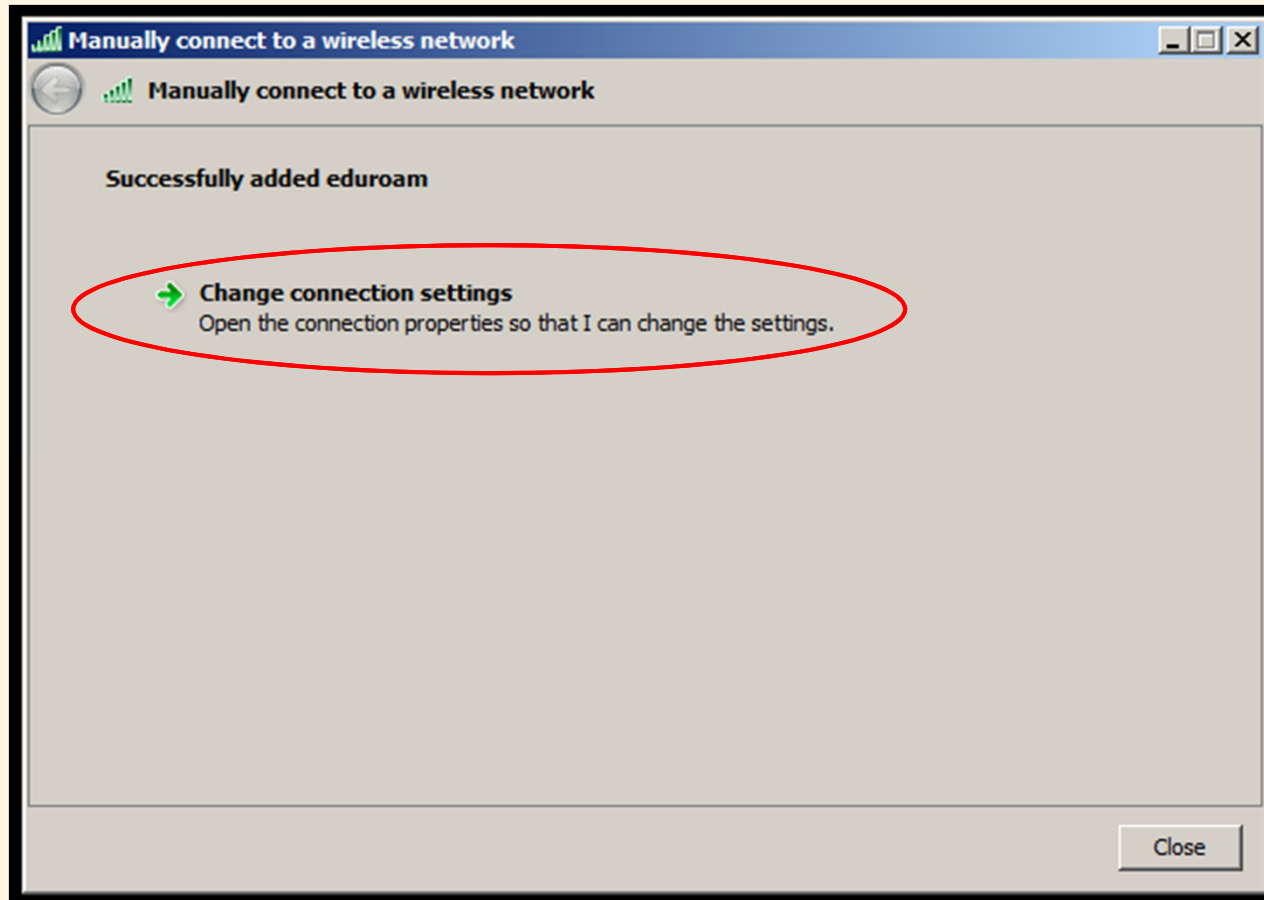 Manually connect to a wireless network
Manually connect to a wireless network
Successfully added eduroam
Change connection settings
Open the connection properties so that I can change the settings.
Close